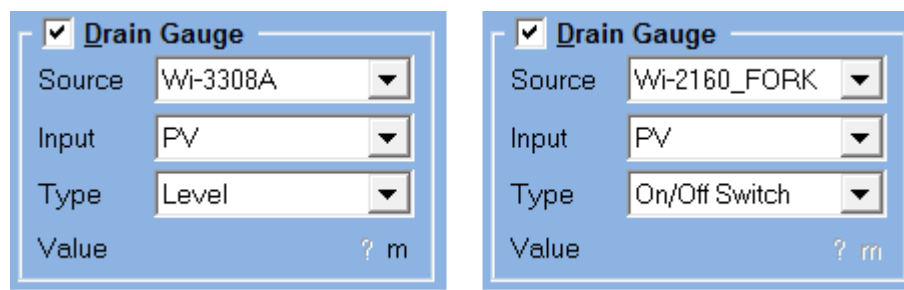 Drain Gauge
Source Wi-3308A
Input PV
Type Level
Value ? m
Drain Gauge
Source Wi-2160_FORK
Input PV
Type On/Off Switch
Value ? m